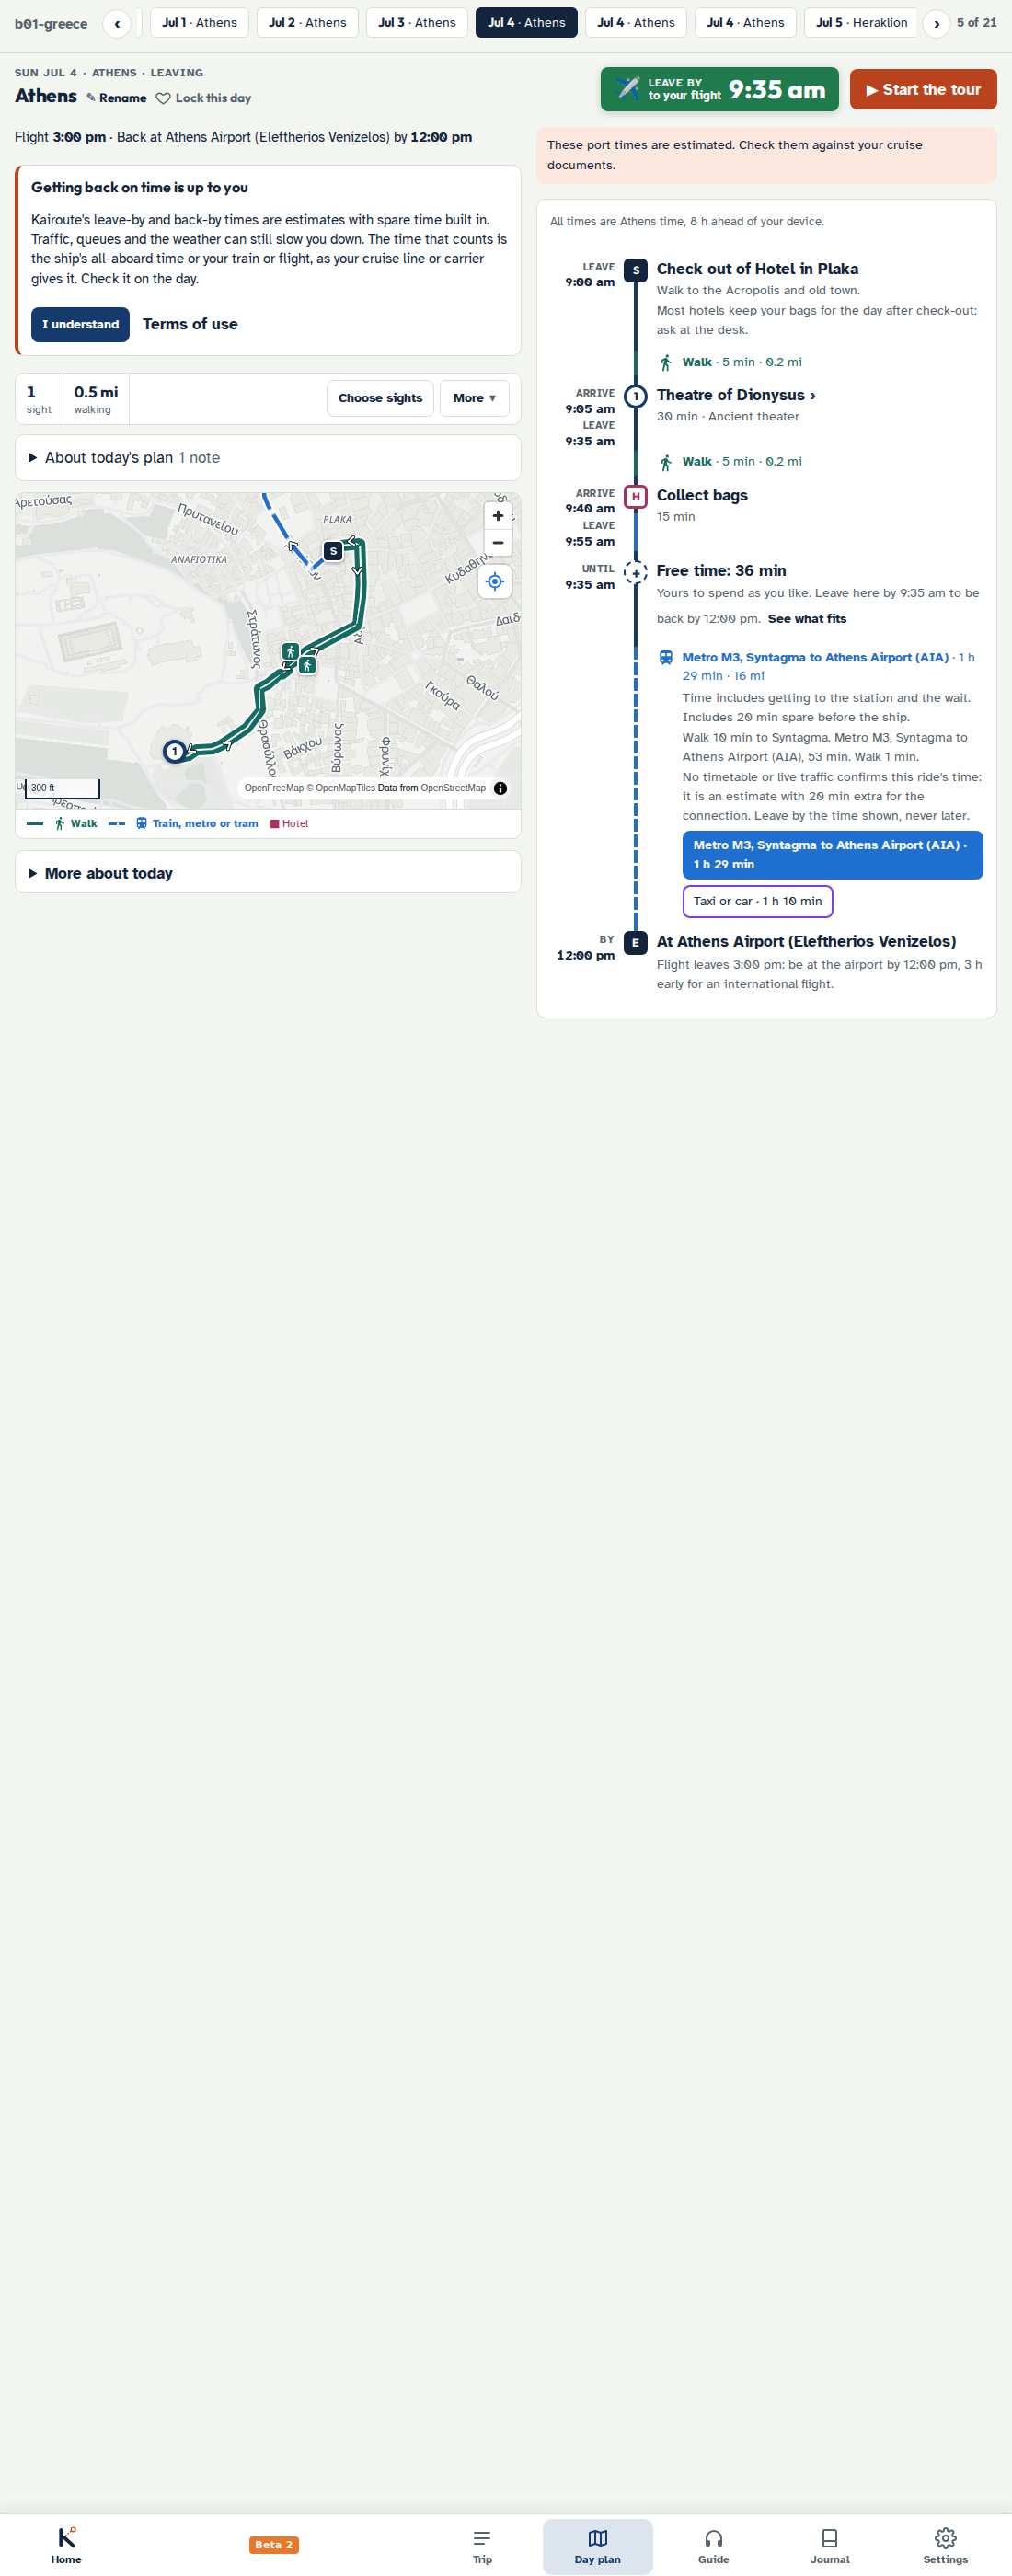 b01-greece
‹
Jul 1 · Athens
Jul 2 · Athens
Jul 3 · Athens
Jul 4 · Athens
Jul 4 · Athens
Jul 4 · Athens
Jul 5 · Heraklion
›
5 of 21
SUN JUL 4 · ATHENS · LEAVING
Athens ✎ Rename Lock this day
LEAVE BY
to your flight
9:35 am
▶ Start the tour
Flight 3:00 pm · Back at Athens Airport (Eleftherios Venizelos) by 12:00 pm
Getting back on time is up to you
Kairoute's leave-by and back-by times are estimates with spare time built in.
Traffic, queues and the weather can still slow you down. The time that counts is
the ship's all-aboard time or your train or flight, as your cruise line or carrier
gives it. Check it on the day.
I understand
Terms of use
1
sight
0.5 mi
walking
Choose sights
More ▼
▶ About today's plan 1 note
Αρετούσας
Πρυτανείου
PLAKA
ΑΝΑΦΙΩΤΙΚΑ
S
Στράτωνος
Δαιδ
Γκούρα
Θαλού
Βάκχου
Βύρωνος
1
300 ft
OpenFreeMap © OpenMapTiles Data from OpenStreetMap
Walk
Train, metro or tram
Hotel
▶ More about today
These port times are estimated. Check them against your cruise
documents.
All times are Athens time, 8 h ahead of your device.
LEAVE
9:00 am
S
Check out of Hotel in Plaka
Walk to the Acropolis and old town.
Most hotels keep your bags for the day after check-out:
ask at the desk.
Walk · 5 min · 0.2 mi
ARRIVE
9:05 am
LEAVE
9:35 am
1
Theatre of Dionysus ›
30 min · Ancient theater
Walk · 5 min · 0.2 mi
ARRIVE
9:40 am
LEAVE
9:55 am
H
Collect bags
15 min
UNTIL
9:35 am
+
Free time: 36 min
Yours to spend as you like. Leave here by 9:35 am to be
back by 12:00 pm. See what fits
Metro M3, Syntagma to Athens Airport (AIA) · 1 h
29 min · 16 mi
Time includes getting to the station and the wait.
Includes 20 min spare before the ship.
Walk 10 min to Syntagma. Metro M3, Syntagma to
Athens Airport (AIA), 53 min. Walk 1 min.
No timetable or live traffic confirms this ride's time:
it is an estimate with 20 min extra for the
connection. Leave by the time shown, never later.
Metro M3, Syntagma to Athens Airport (AIA) ·
1 h 29 min
Taxi or car · 1 h 10 min
BY
12:00 pm
E
At Athens Airport (Eleftherios Venizelos)
Flight leaves 3:00 pm: be at the airport by 12:00 pm, 3 h
early for an international flight.
Home
Beta 2
Trip
Day plan
Guide
Journal
Settings